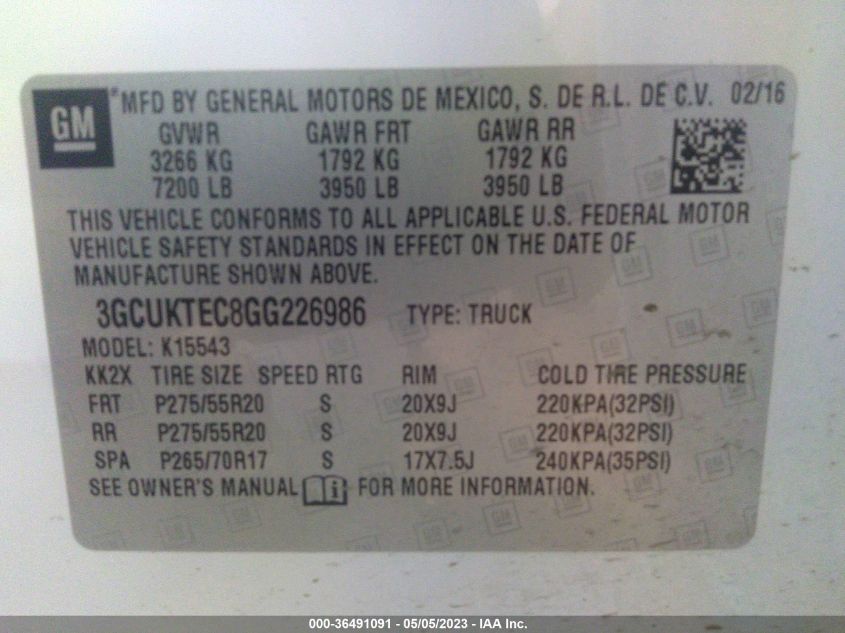 GM
®MFD BY GENERAL MOTORS DE MEXICO, S. DE R.L. DE C.V. 02/16
GVWR GAWR FRT GAWR RR
3266 KG 1792 KG 1792 KG
7200 LB 3950 LB 3950 LB
THIS VEHICLE CONFORMS TO ALL APPLICABLE U.S. FEDERAL MOTOR
VEHICLE SAFETY STANDARDS IN EFFECT ON THE DATE OF
MANUFACTURE SHOWN ABOVE.
3GCUKTEC8GG226986 TYPE: TRUCK
MODEL: K15543
KK2X TIRE SIZE SPEED RTG RIM COLD TIRE PRESSURE
FRT P275/55R20 S 20X9J 220KPA(32PSI)
RR P275/55R20 S 20X9J 220KPA(32PSI)
SPA P265/70R17 S 17X7.5J 240KPA(35PSI)
SEE OWNER'S MANUAL i FOR MORE INFORMATION.
000-36491091 - 05/05/2023 - IAA Inc.